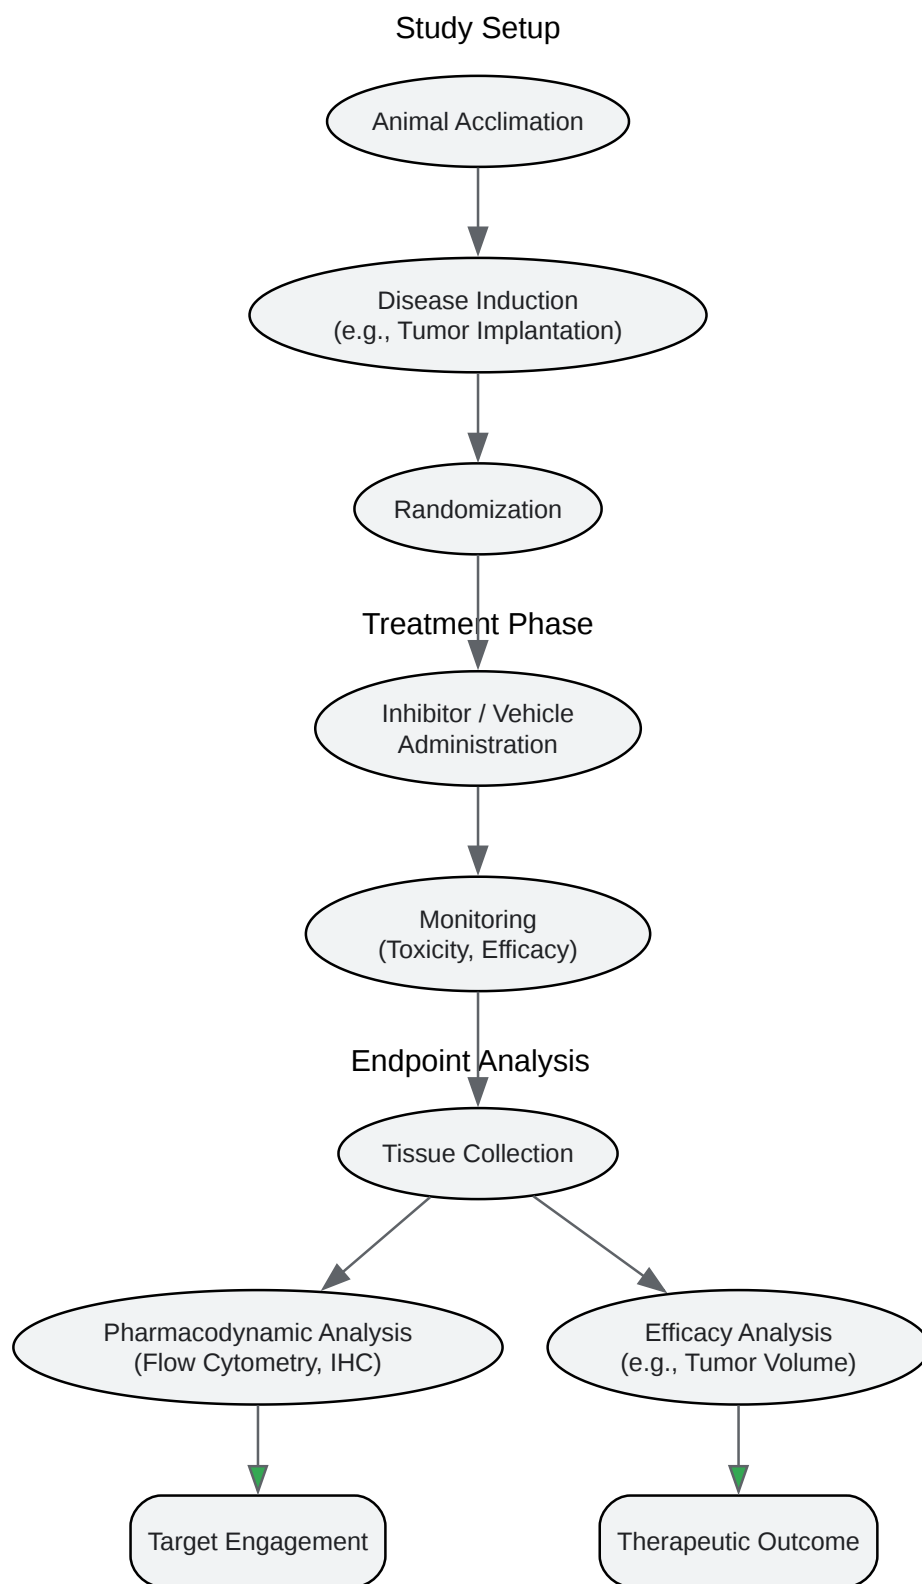 Study Setup
Animal Acclimation
Disease Induction
(e.g., Tumor Implantation)
Randomization
Treatment Phase
Inhibitor / Vehicle
Administration
Monitoring
(Toxicity, Efficacy)
Endpoint Analysis
Tissue Collection
Pharmacodynamic Analysis
(Flow Cytometry, IHC)
Efficacy Analysis
(e.g., Tumor Volume)
Target Engagement
Therapeutic Outcome